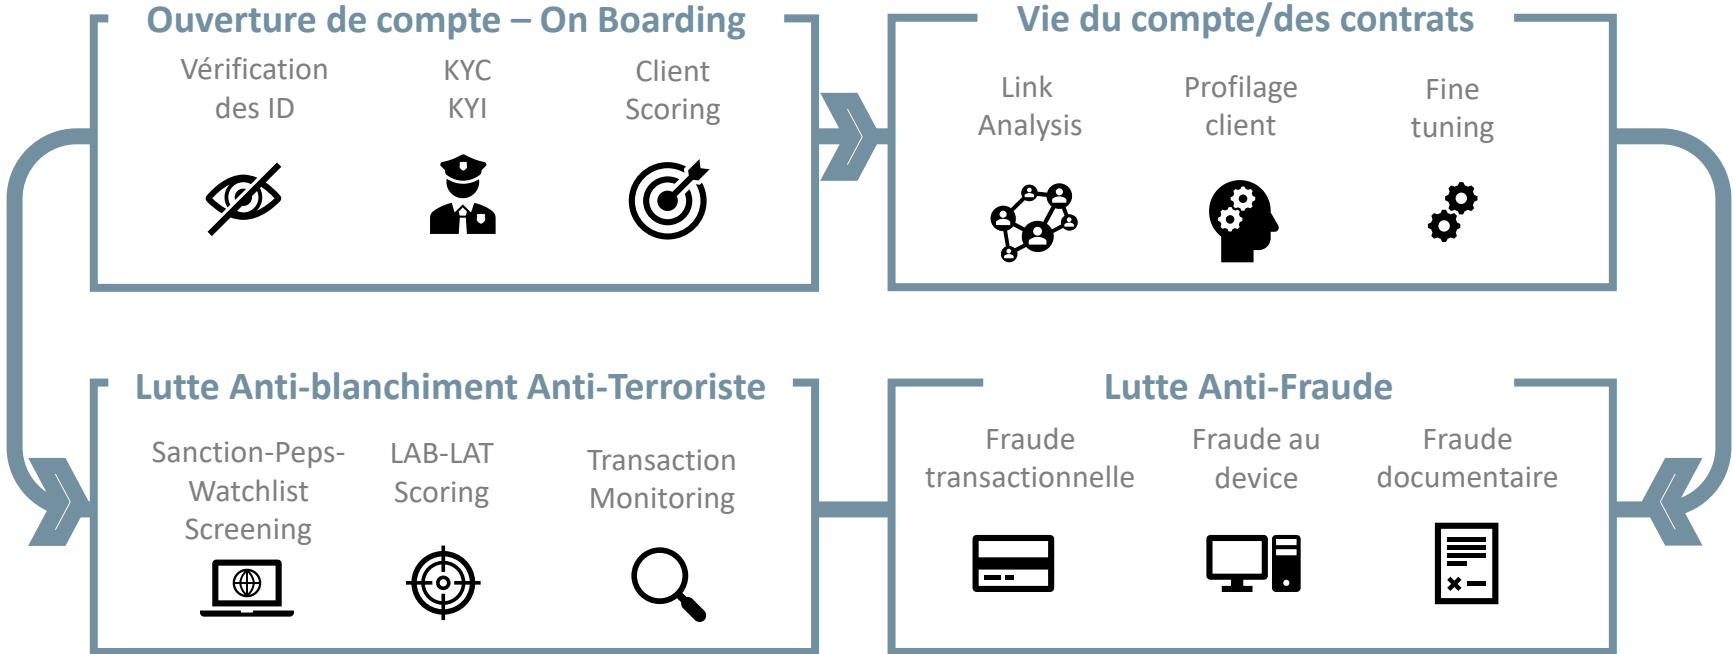 Ouverture de compte – On Boarding
Vérification
des ID
KYC
KYI
Client
Scoring
Vie du compte/des contrats
Link
Analysis
Profilage
client
Fine
tuning
Lutte Anti-blanchiment Anti-Terroriste
Sanction-Peps-
Watchlist
Screening
LAB-LAT
Scoring
Transaction
Monitoring
Lutte Anti-Fraude
Fraude
transactionnelle
Fraude au
device
Fraude
documentaire